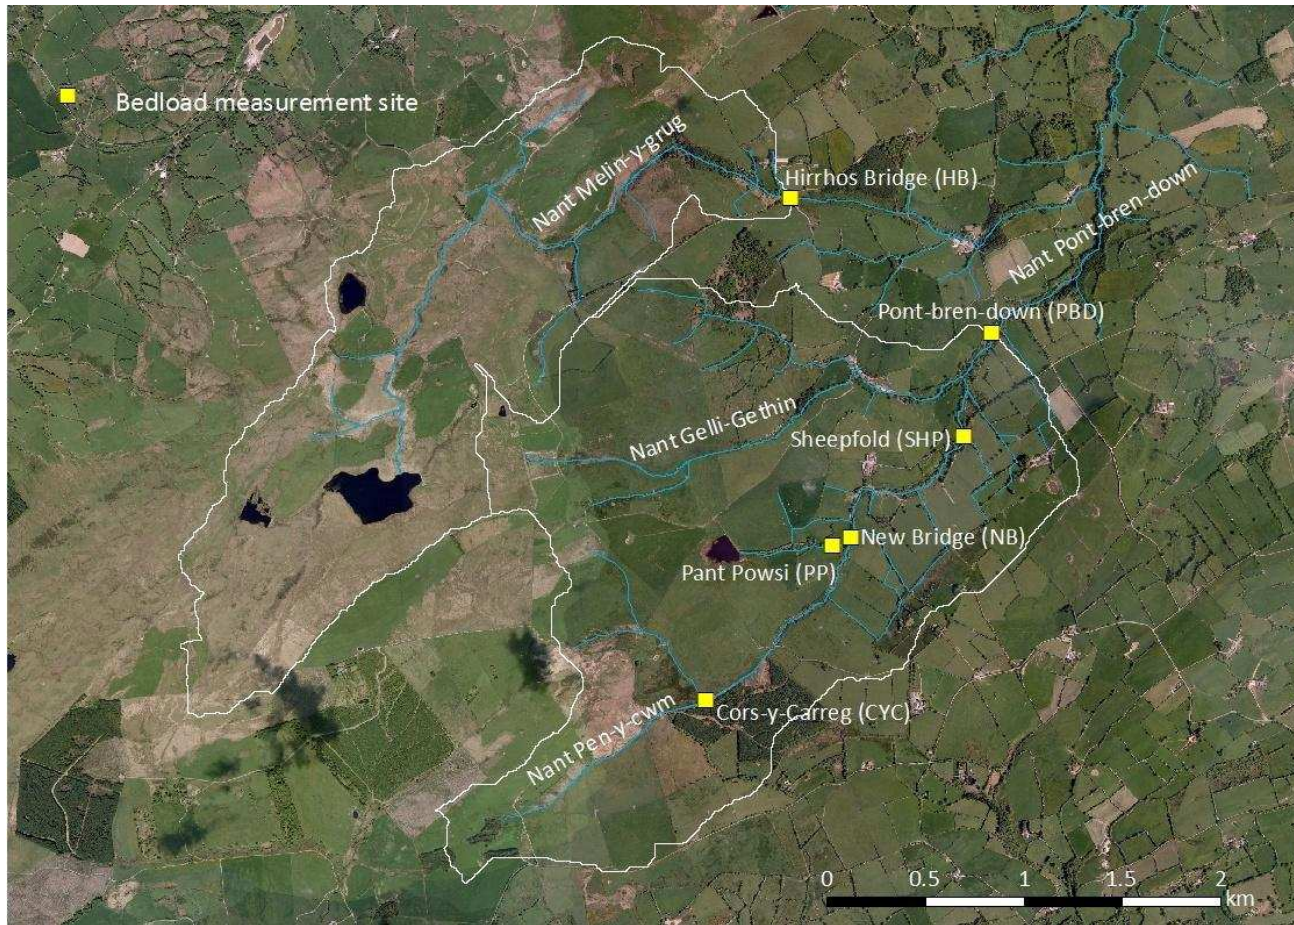 Bedload measurement site
Nant Melin-y-grug
Hirrhos Bridge (HB)
Nant Pont-bren-down
Pont-bren-down (PBD)
Nant Gelli-Gethin
Sheepfold (SHP)
New Bridge (NB)
Pant Powsi (PP)
Nant Pen-y-cwm
Cors-y-Carreg (CYC)
0 0.5 1 1.5 2
km